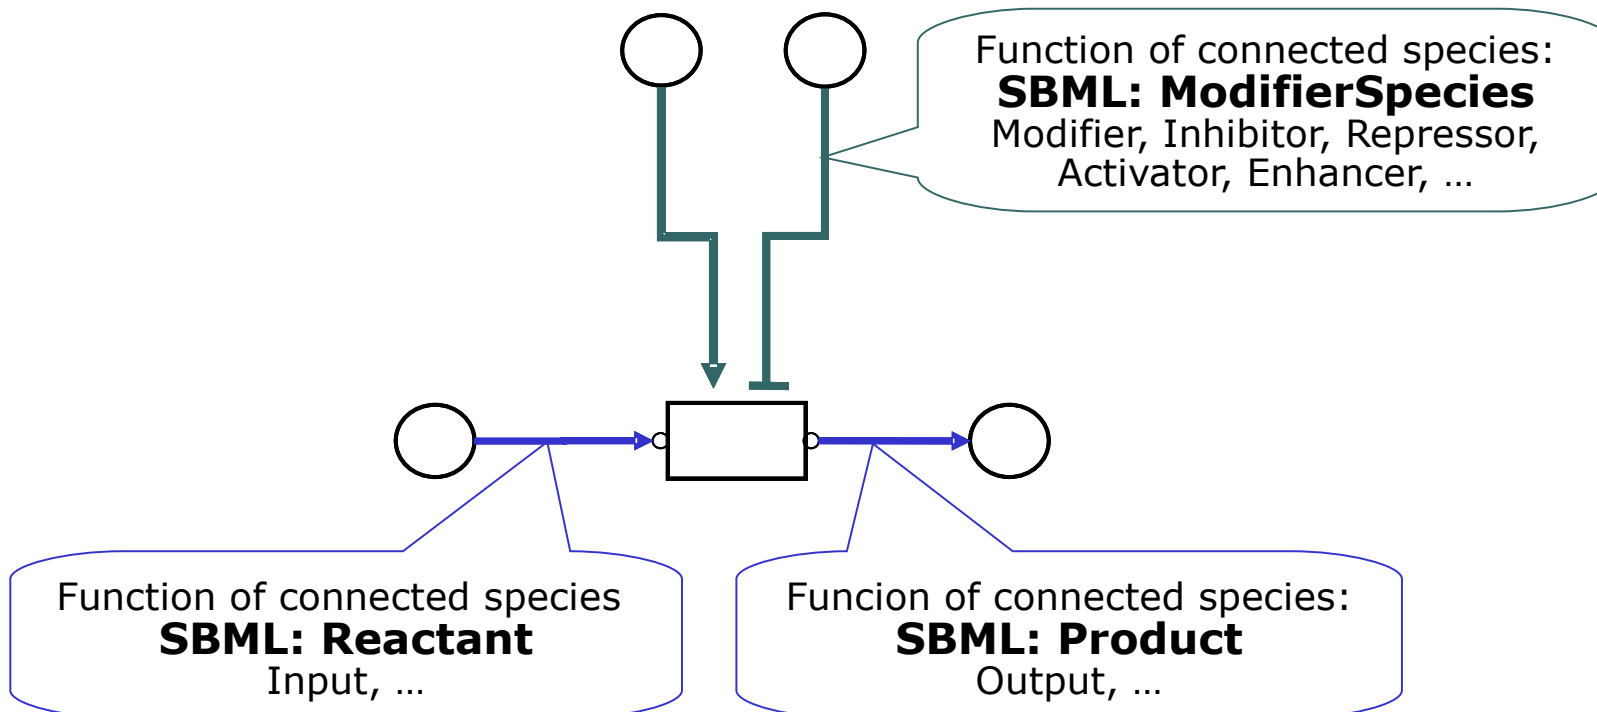 Function of connected species:
SBML: ModifierSpecies
Modifier, Inhibitor, Repressor,
Activator, Enhancer, ...
Function of connected species
SBML: Reactant
Input, ...
Funcion of connected species:
SBML: Product
Output, ...